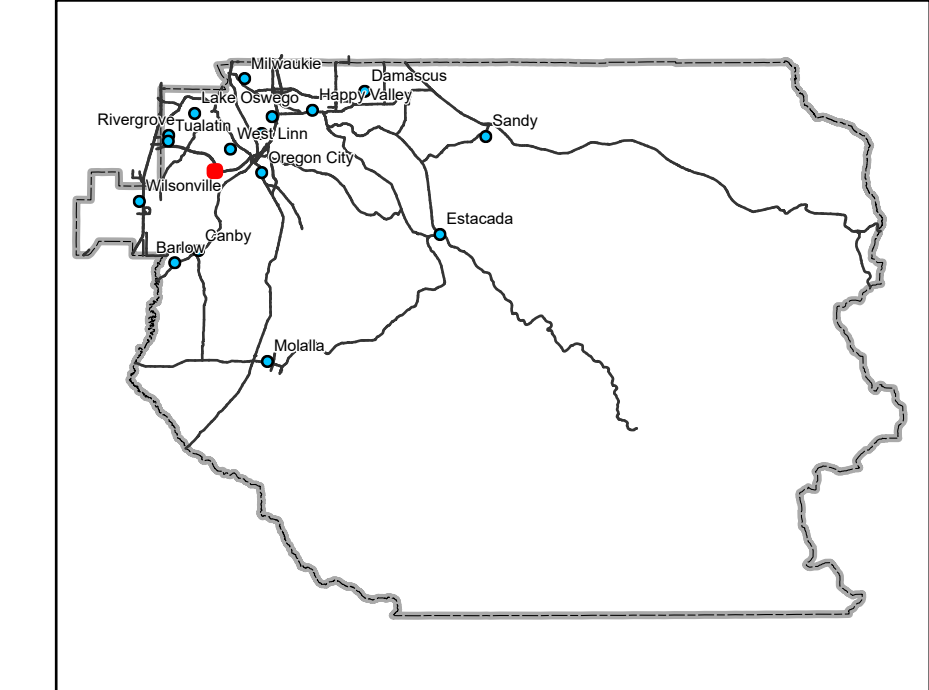 Milwaukie
Damascus
Lake Oswego
Happy Valley
Rivergrove
Tualatin
Sandy
West Linn
Oregon City
Wilsonville
Estacada
Canby
Barlow
Molalla